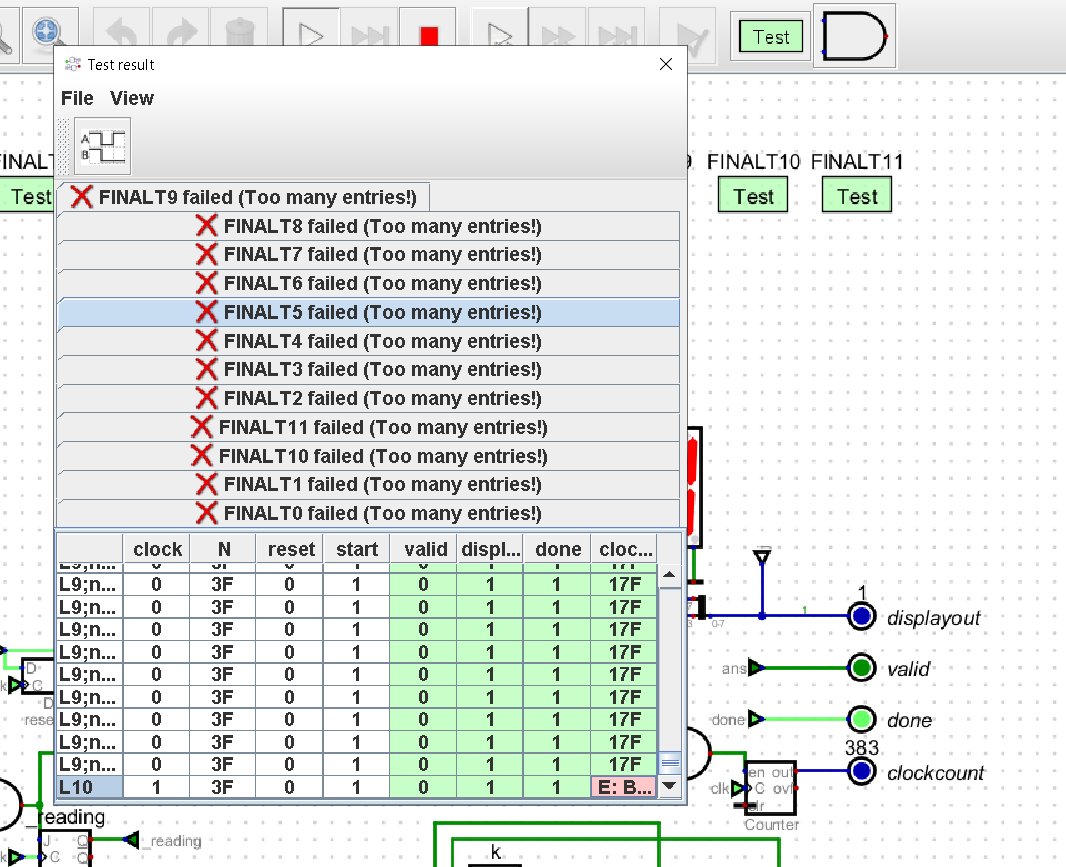 Test
Test result
File View
A
B
FINALT
9 FINALT10 FINALT11
Test
Test
Test
FINALT9 failed (Too many entries!)
FINALT8 failed (Too many entries!)
FINALT7 failed (Too many entries!)
FINALT6 failed (Too many entries!)
FINALT5 failed (Too many entries!)
FINALT4 failed (Too many entries!)
FINALT3 failed (Too many entries!)
FINALT2 failed (Too many entries!)
FINALT11 failed (Too many entries!)
FINALT10 failed (Too many entries!)
FINALT1 failed (Too many entries!)
FINALT0 failed (Too many entries!)
clock N reset start valid displ... done cloc...
L9;n... 0 3F 0 1 0 1 1 17F
L9;n... 0 3F 0 1 0 1 1 17F
L9;n... 0 3F 0 1 0 1 1 17F
L9;n... 0 3F 0 1 0 1 1 17F
L9;n... 0 3F 0 1 0 1 1 17F
L9;n... 0 3F 0 1 0 1 1 17F
L9;n... 0 3F 0 1 0 1 1 17F
L9;n... 0 3F 0 1 0 1 1 17F
L9;n... 0 3F 0 1 0 1 1 17F
L9;n... 0 3F 0 1 0 1 1 17F
L10 1 3F E: B...
1
0-7
1
displayout
ans
valid
done
done
383
clockcount
en out
clk
C ovf
clr
Counter
D
C
rese
_reading
J Q
C Q
_reading
k